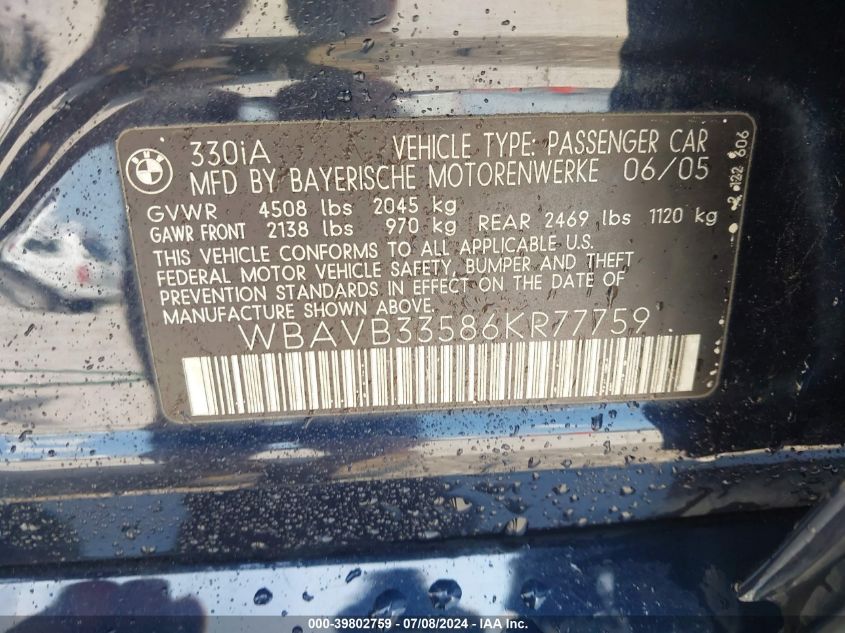 BMW
330iA VEHICLE TYPE: PASSENGER CAR
MFD BY BAYERISCHE MOTORENWERKE 06/05
GVWR 4508 lbs 2045 kg
GAWR FRONT 2138 lbs 970 kg REAR 2469 lbs 1120 kg
THIS VEHICLE CONFORMS TO ALL APPLICABLE U.S.
FEDERAL MOTOR VEHICLE SAFETY, BUMPER AND THEFT
PREVENTION STANDARDS IN EFFECT ON THE DATE OF
MANUFACTURE SHOWN ABOVE.
WBAVB33586KR77759
606
000-39802759 - 07/08/2024 - IAA Inc.